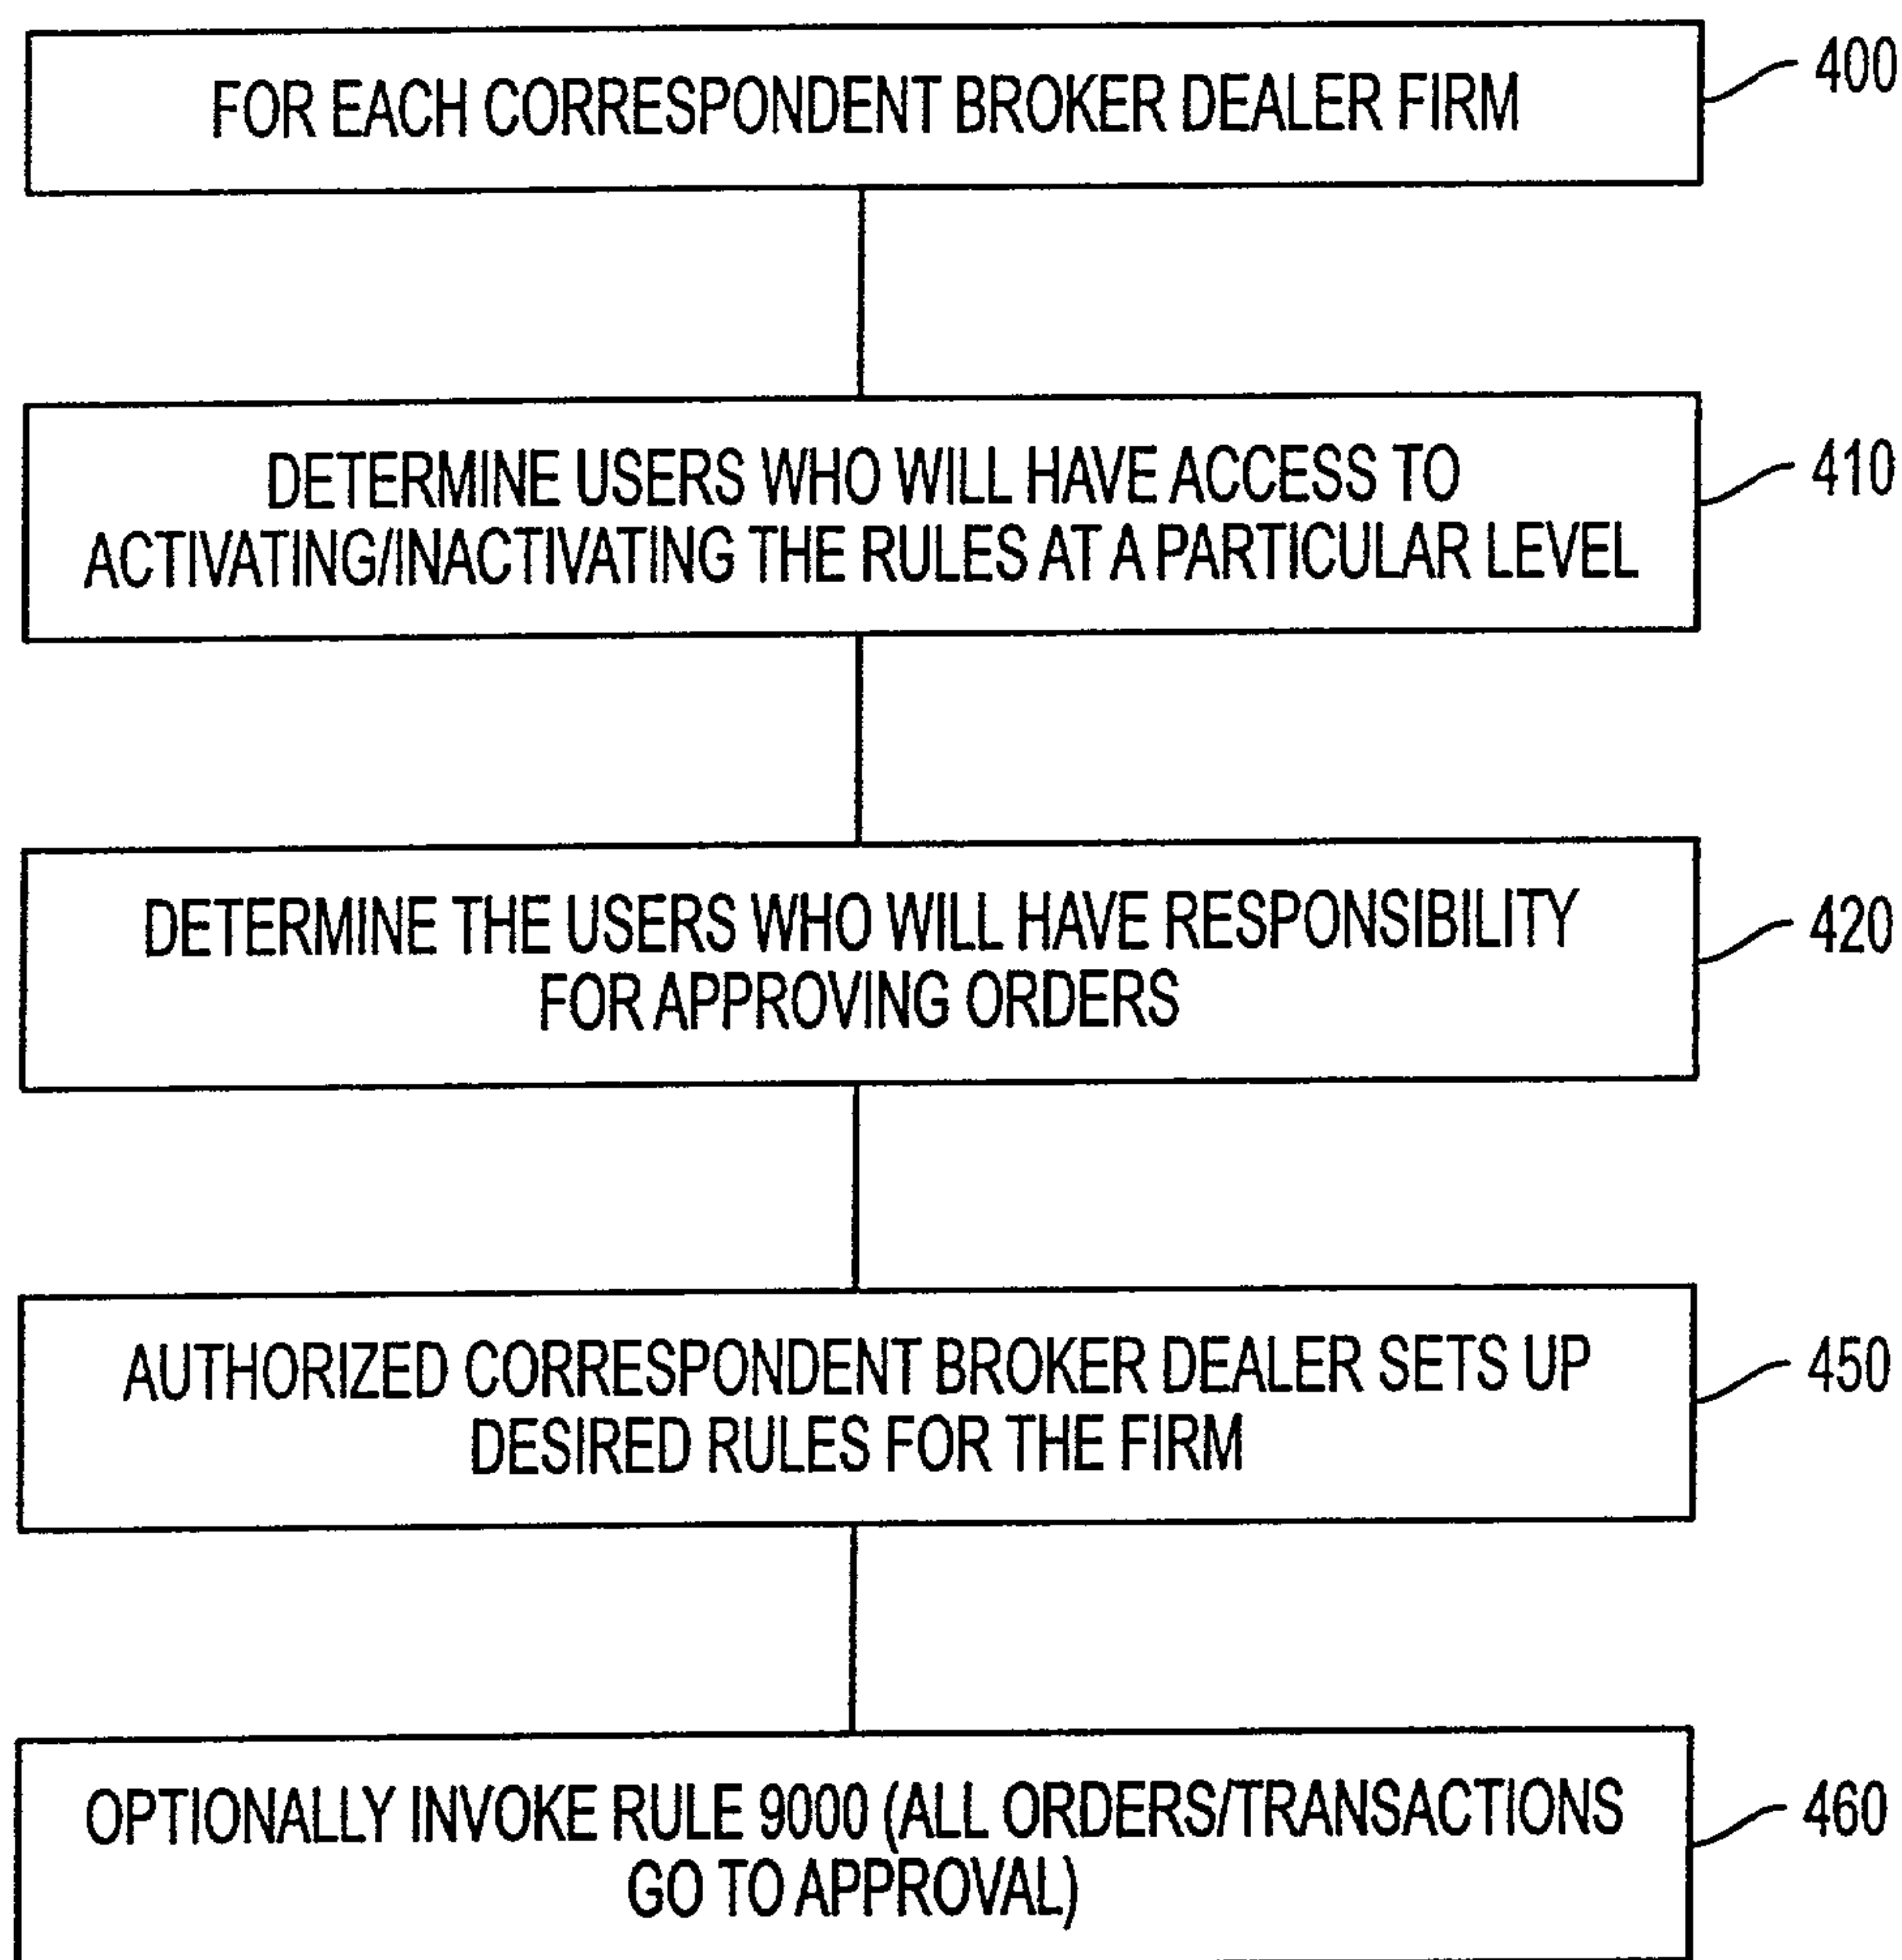 FOR EACH CORRESPONDENT BROKER DEALER FIRM
400
DETERMINE USERS WHO WILL HAVE ACCESS TO
ACTIVATING/INACTIVATING THE RULES AT A PARTICULAR LEVEL
410
DETERMINE THE USERS WHO WILL HAVE RESPONSIBILITY
FOR APPROVING ORDERS
420
AUTHORIZED CORRESPONDENT BROKER DEALER SETS UP
DESIRED RULES FOR THE FIRM
450
OPTIONALLY INVOKE RULE 9000 (ALL ORDERS/TRANSACTIONS
GO TO APPROVAL)
460